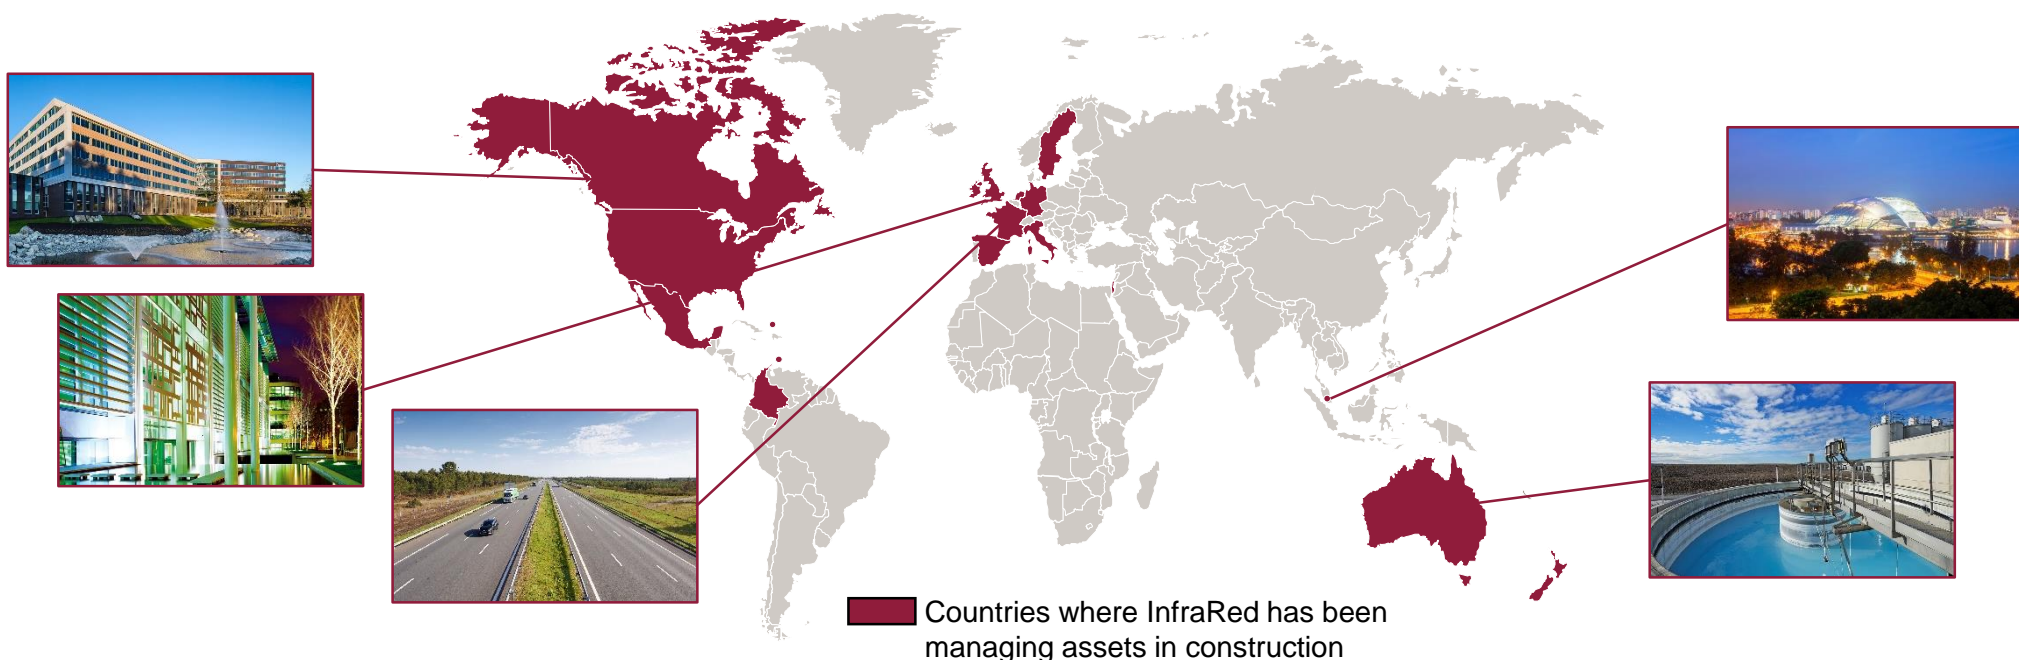 Countries where InfraRed has been
managing assets in construction